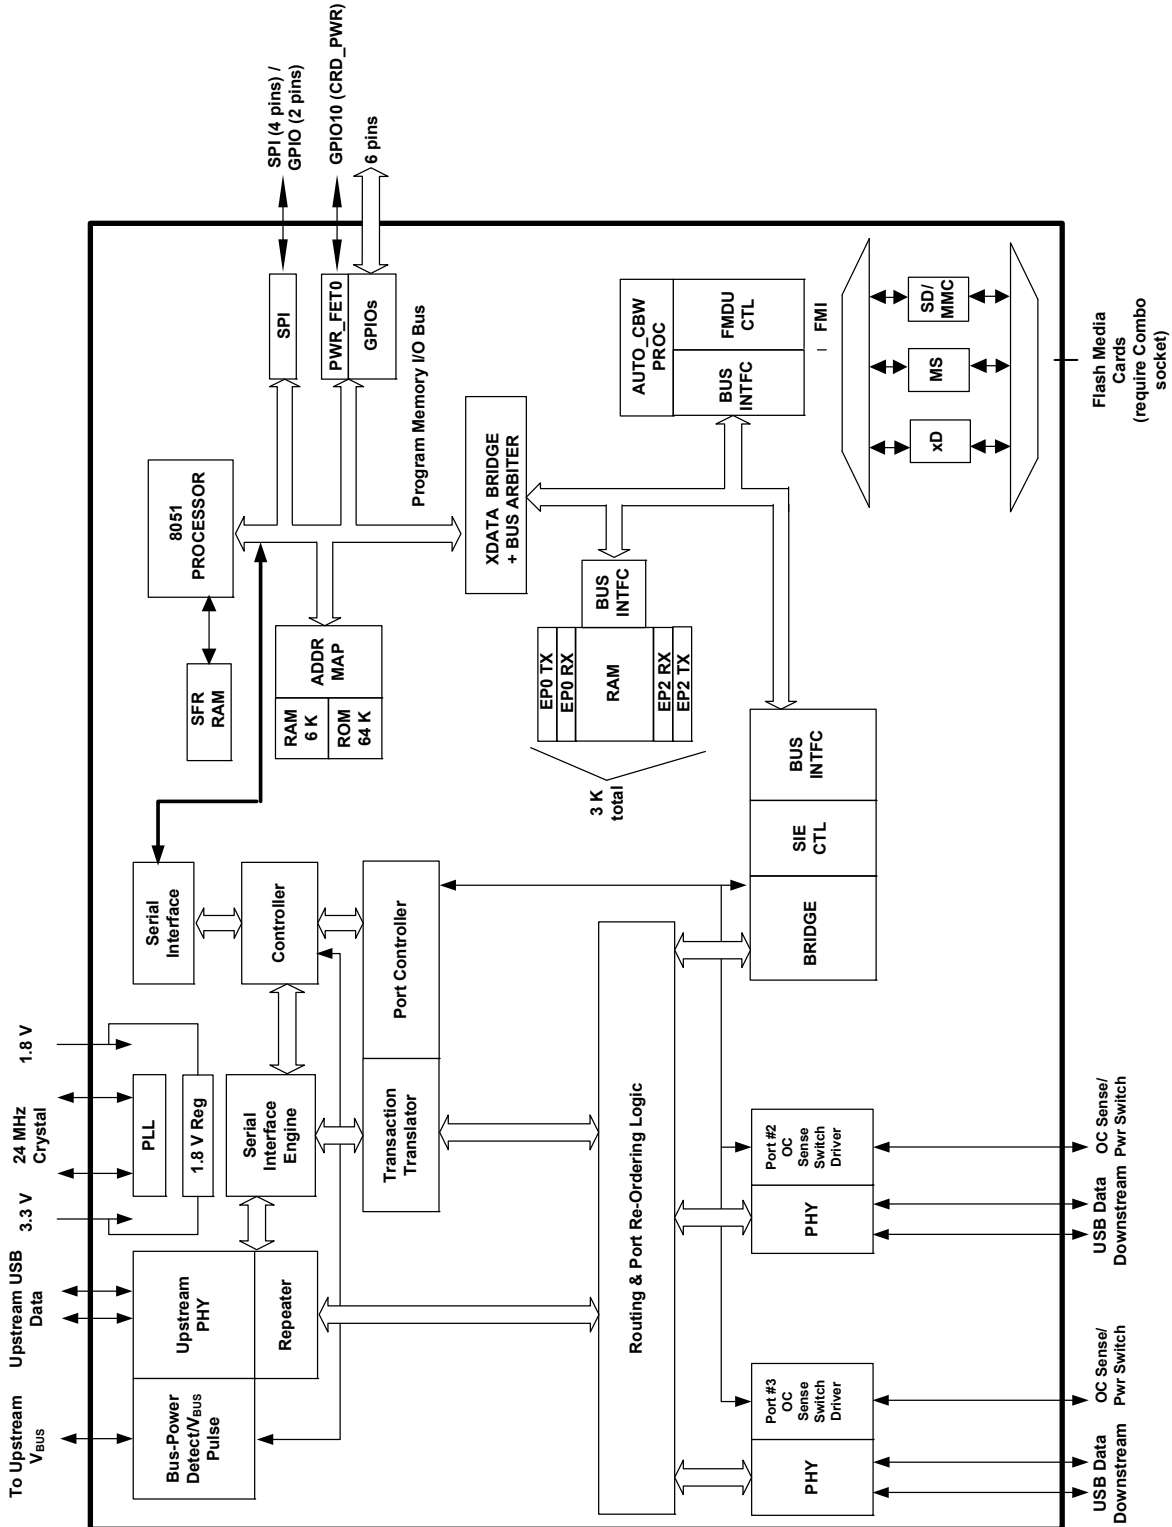 To Upstream
VBUS
Upstream USB
Data
3.3 V
24 MHz
Crystal
1.8 V
Bus-Power
Detect/VBUS
Pulse
Upstream
PHY
Repeater
PLL
1.8 V Reg
Serial
Interface
Engine
Serial
Interface
Controller
Transaction
Translator
Port Controller
SFR
RAM
8051
PROCESSOR
RAM
6 K
ROM
64 K
ADDR
MAP
SPI
PWR_FET0
GPIOs
SPI (4 pins) /
GPIO (2 pins)
GPIO10 (CRD_PWR)
6 pins
Program Memory I/O Bus
XDATA BRIDGE
+ BUS ARBITER
3 K
total
EP0 TX
EP0 RX
RAM
EP2 RX
EP2 TX
BUS
INTFC
AUTO_CBW
PROC
BUS
INTFC
FMDU
CTL
FMI
Routing & Port Re-Ordering Logic
BRIDGE
SIE
CTL
BUS
INTFC
xD
MS
SD/
MMC
PHY
Port #3
OC
Sense
Switch
Driver
PHY
Port #2
OC
Sense
Switch
Driver
USB Data
Downstream
OC Sense/
Pwr Switch
USB Data
Downstream
OC Sense/
Pwr Switch
Flash Media
Cards
(require Combo
socket)